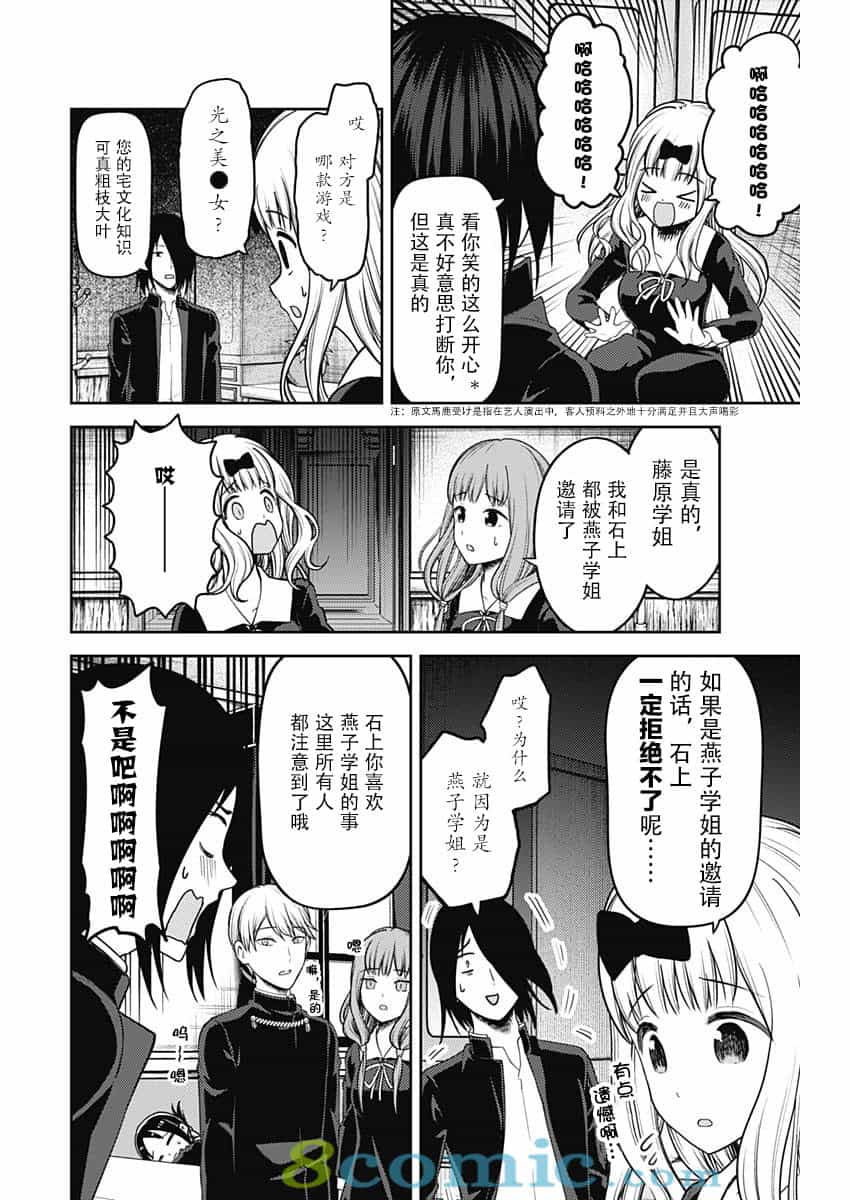 啊哈哈哈哈哈哈！
啊哈哈哈哈哈哈！
看你笑的这么开心*
真不好意思打断你，
但这是真的
注：原文馬鹿受け是指在艺人演出中，客人预料之外地十分满足并且大声喝彩
哎
对方是
哪款游戏？
光之美●女？
您的宅文化知识
可真粗枝大叶
是真的，
藤原学姐
我和石上
都被燕子学姐
邀请了
哎——！
如果是燕子学姐的邀请
的话，石上
一定拒绝不了呢……
有点
遗憾啊…
哎？为什么
就因为是
燕子学姐？
石上你喜欢
燕子学姐的事
这里所有人
都注意到了哦
嗯
嘛，是的
呜—嗯
不是吧啊啊啊啊啊
8comic.com